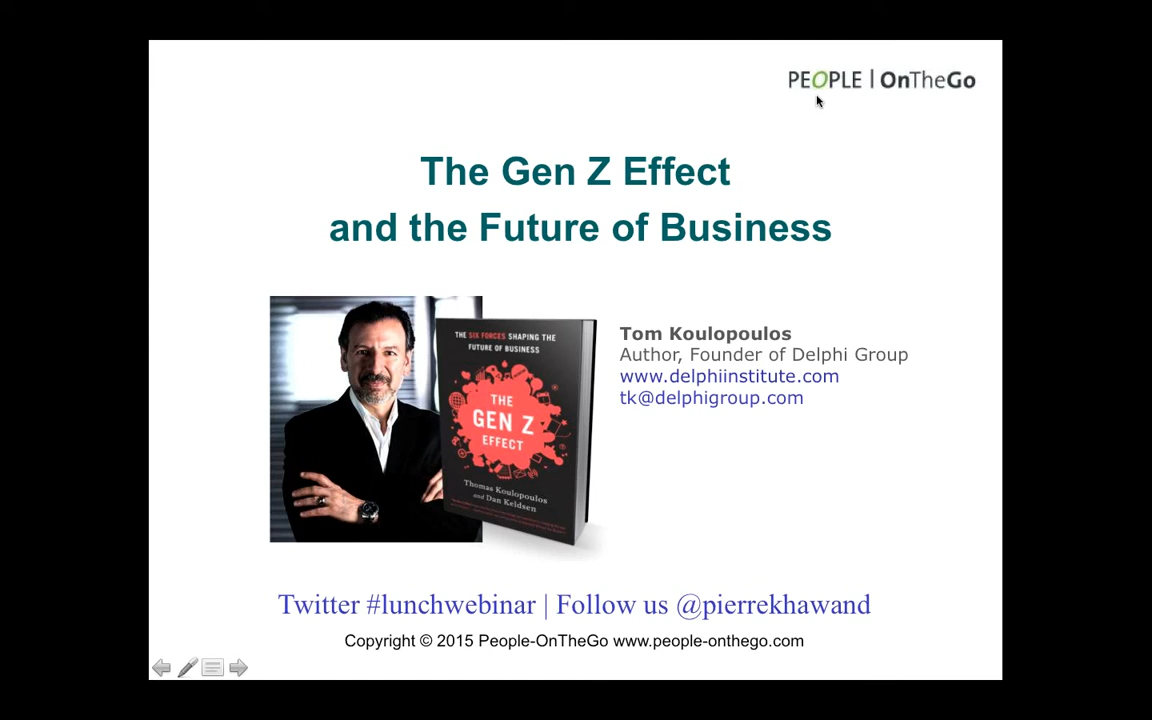 PEOPLE | OnTheGo
The Gen Z Effect
and the Future of Business
THE SIX FORCES SHAPING THE
FUTURE OF BUSINESS
THE
GEN Z
EFFECT
Thomas Koulopoulos
and Dan Keldsen
Tom Koulopoulos
Author, Founder of Delphi Group
www.delphiinstitute.com
tk@delphigroup.com
Twitter #lunchwebinar | Follow us @pierrekhawand
Copyright © 2015 People-OnTheGo www.people-onthego.com